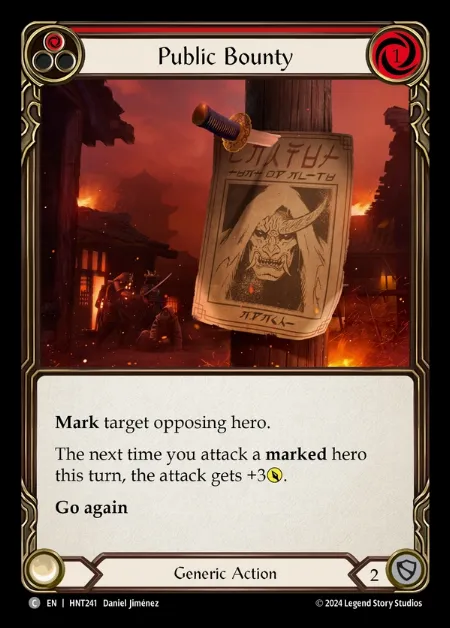 Public Bounty
1
Mark target opposing hero.
The next time you attack a marked hero
this turn, the attack gets +3.
Go again
Generic Action
2
C EN | HNT241 Daniel Jiménez
© 2024 Legend Story Studios